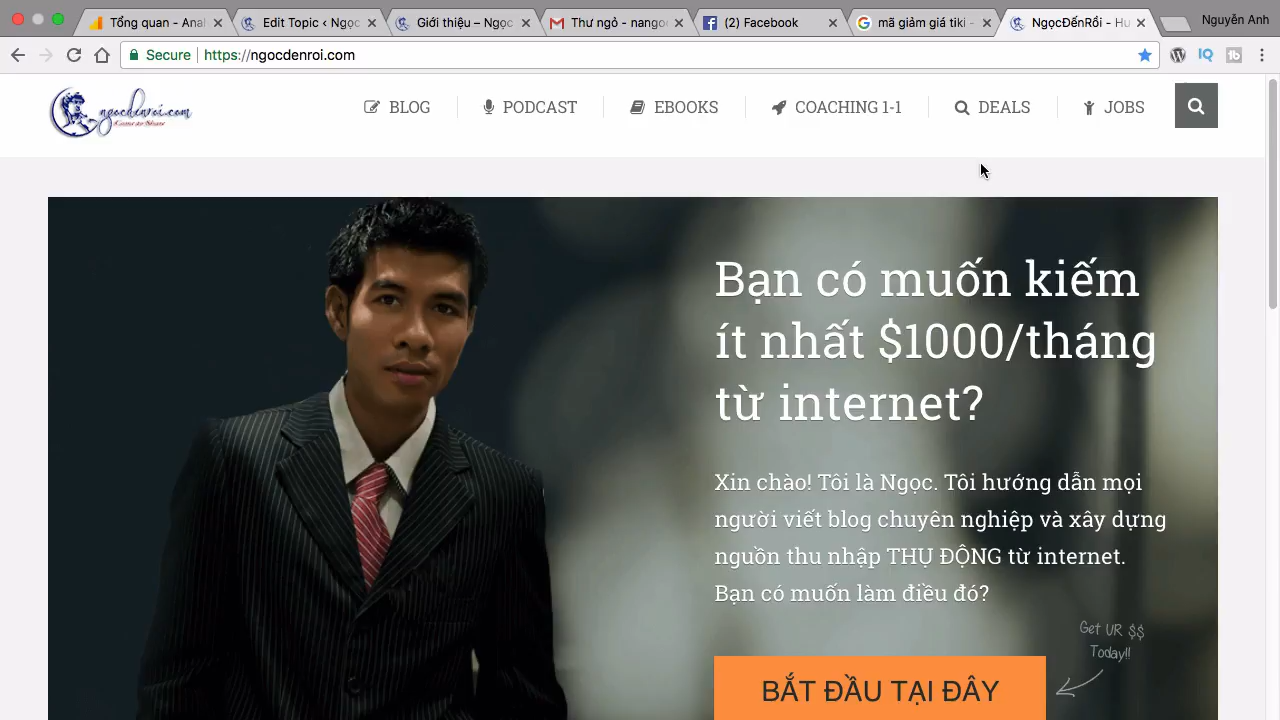 Tổng quan - Anal
Edit Topic ‹ Ngọc
Giới thiệu – Ngọc
Thư ngỏ - nangoc
(2) Facebook
mã giảm giá tiki -
NgọcĐếnRồi - Hu
Nguyễn Anh
Secure https://ngocdenroi.com
ngocdenroi.com
BLOG
PODCAST
EBOOKS
COACHING 1-1
DEALS
JOBS
Bạn có muốn kiếm
ít nhất $1000/tháng
từ internet?
Xin chào! Tôi là Ngọc. Tôi hướng dẫn mọi
người viết blog chuyên nghiệp và xây dựng
nguồn thu nhập THỤ ĐỘNG từ internet.
Bạn có muốn làm điều đó?
Get UR $$
Today!!
BẮT ĐẦU TẠI ĐÂY